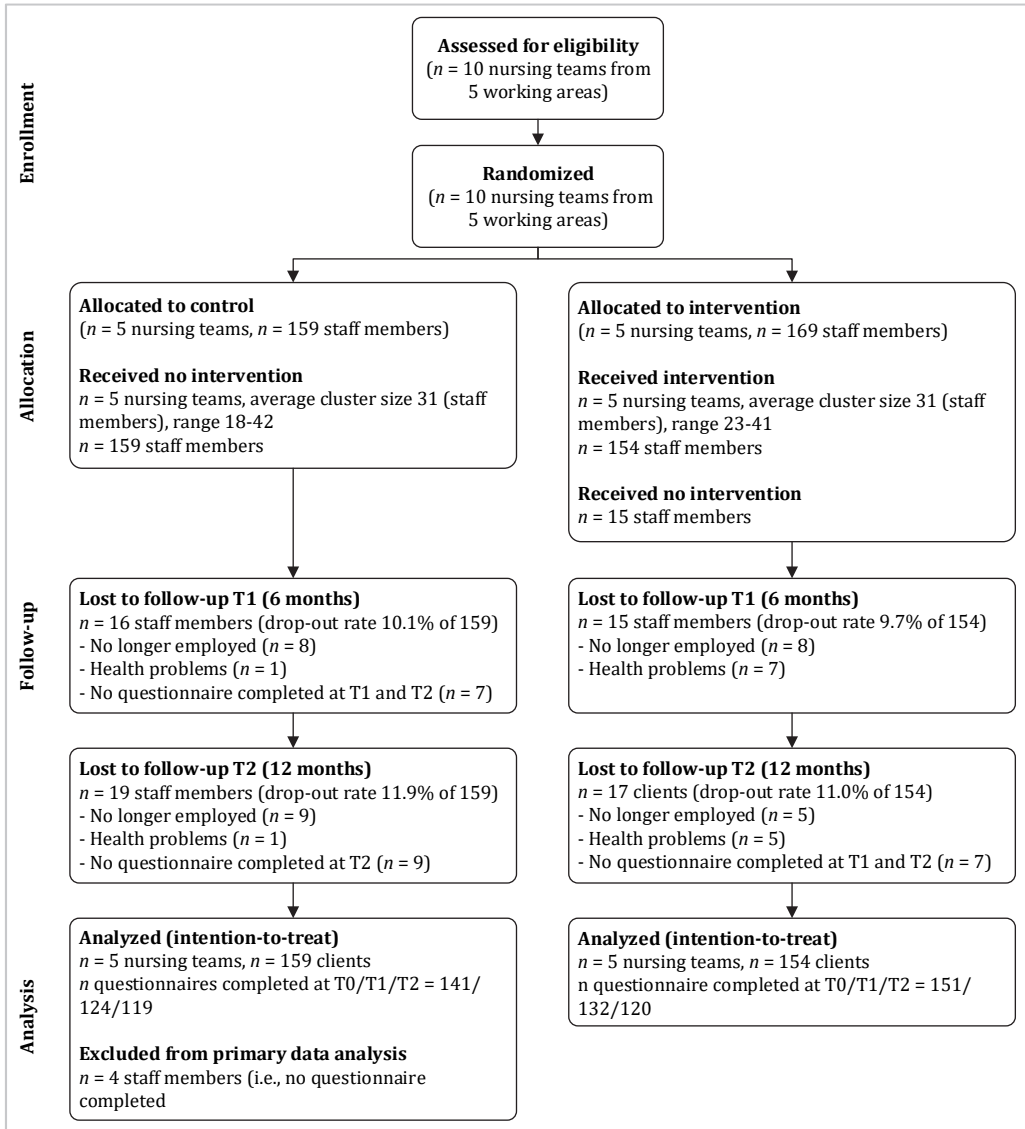 Enrollment
Assessed for eligibility
(n = 10 nursing teams from
5 working areas)
Randomized
(n = 10 nursing teams from
5 working areas)
Allocation
Allocated to control
(n = 5 nursing teams, n = 159 staff members)
Received no intervention
n = 5 nursing teams, average cluster size 31 (staff
members), range 18-42
n = 159 staff members
Allocated to intervention
(n = 5 nursing teams, n = 169 staff members)
Received intervention
n = 5 nursing teams, average cluster size 31 (staff
members), range 23-41
n = 154 staff members
Received no intervention
n = 15 staff members
Follow-up
Lost to follow-up T1 (6 months)
n = 16 staff members (drop-out rate 10.1% of 159)
- No longer employed (n = 8)
- Health problems (n = 1)
- No questionnaire completed at T1 and T2 (n = 7)
Lost to follow-up T1 (6 months)
n = 15 staff members (drop-out rate 9.7% of 154)
- No longer employed (n = 8)
- Health problems (n = 7)
Lost to follow-up T2 (12 months)
n = 19 staff members (drop-out rate 11.9% of 159)
- No longer employed (n = 9)
- Health problems (n = 1)
- No questionnaire completed at T2 (n = 9)
Lost to follow-up T2 (12 months)
n = 17 clients (drop-out rate 11.0% of 154)
- No longer employed (n = 5)
- Health problems (n = 5)
- No questionnaire completed at T1 and T2 (n = 7)
Analysis
Analyzed (intention-to-treat)
n = 5 nursing teams, n = 159 clients
n questionnaires completed at T0/T1/T2 = 141/
124/119
Excluded from primary data analysis
n = 4 staff members (i.e., no questionnaire
completed
Analyzed (intention-to-treat)
n = 5 nursing teams, n = 154 clients
n questionnaire completed at T0/T1/T2 = 151/
132/120